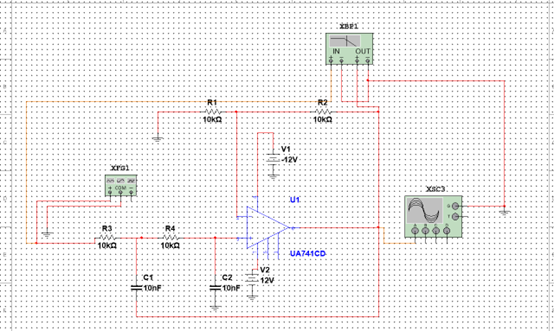 XBP1
IN OUT
R1
10kΩ
R2
10kΩ
V1
-12V
XFG1
COM
XSC3
U1
R3
10kΩ
R4
10kΩ
UA741CD
C1
10nF
C2
10nF
V2
-12V